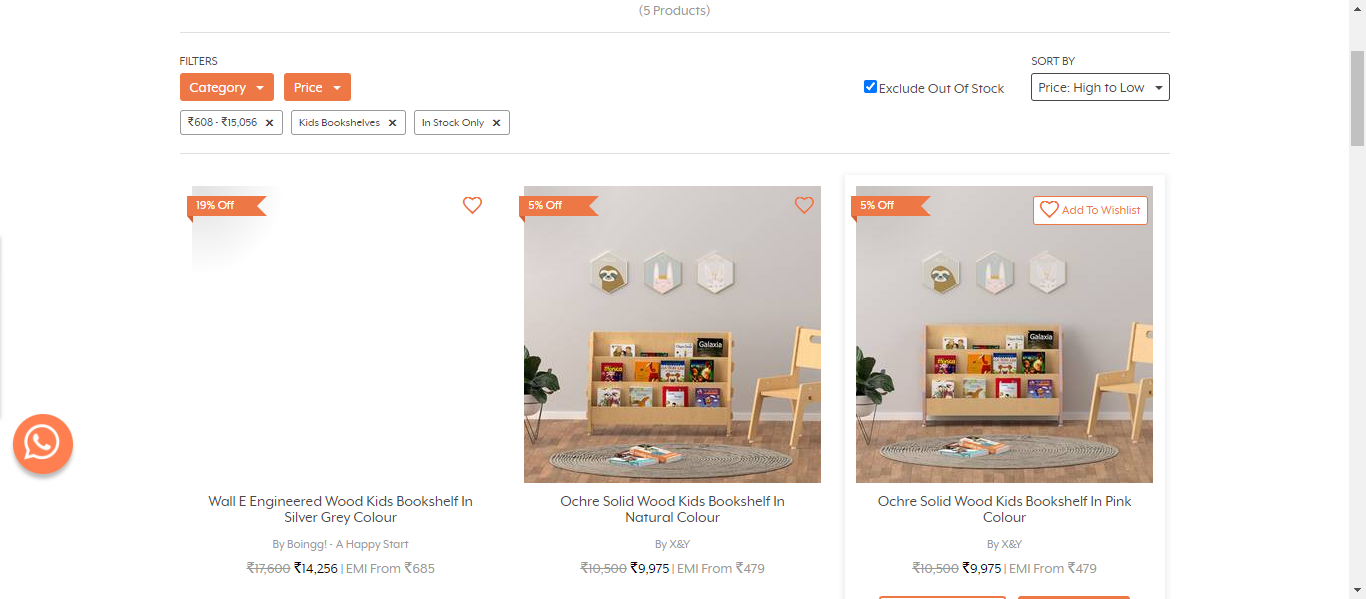 (5 Products)
FILTERS
SORT BY
Category
Price
Exclude Out Of Stock
Price: High to Low
₹608 - ₹15,056 ×
Kids Bookshelves ×
In Stock Only ×
19% Off
5% Off
5% Off
Add To Wishlist
Galaxia
Galaxia
Wall E Engineered Wood Kids Bookshelf In
Silver Grey Colour
By Boingg! - A Happy Start
₹17,600 ₹14,256 | EMI From ₹685
Ochre Solid Wood Kids Bookshelf In
Natural Colour
By X&Y
₹10,500 ₹9,975 | EMI From ₹479
Ochre Solid Wood Kids Bookshelf In Pink
Colour
By X&Y
₹10,500 ₹9,975 | EMI From ₹479